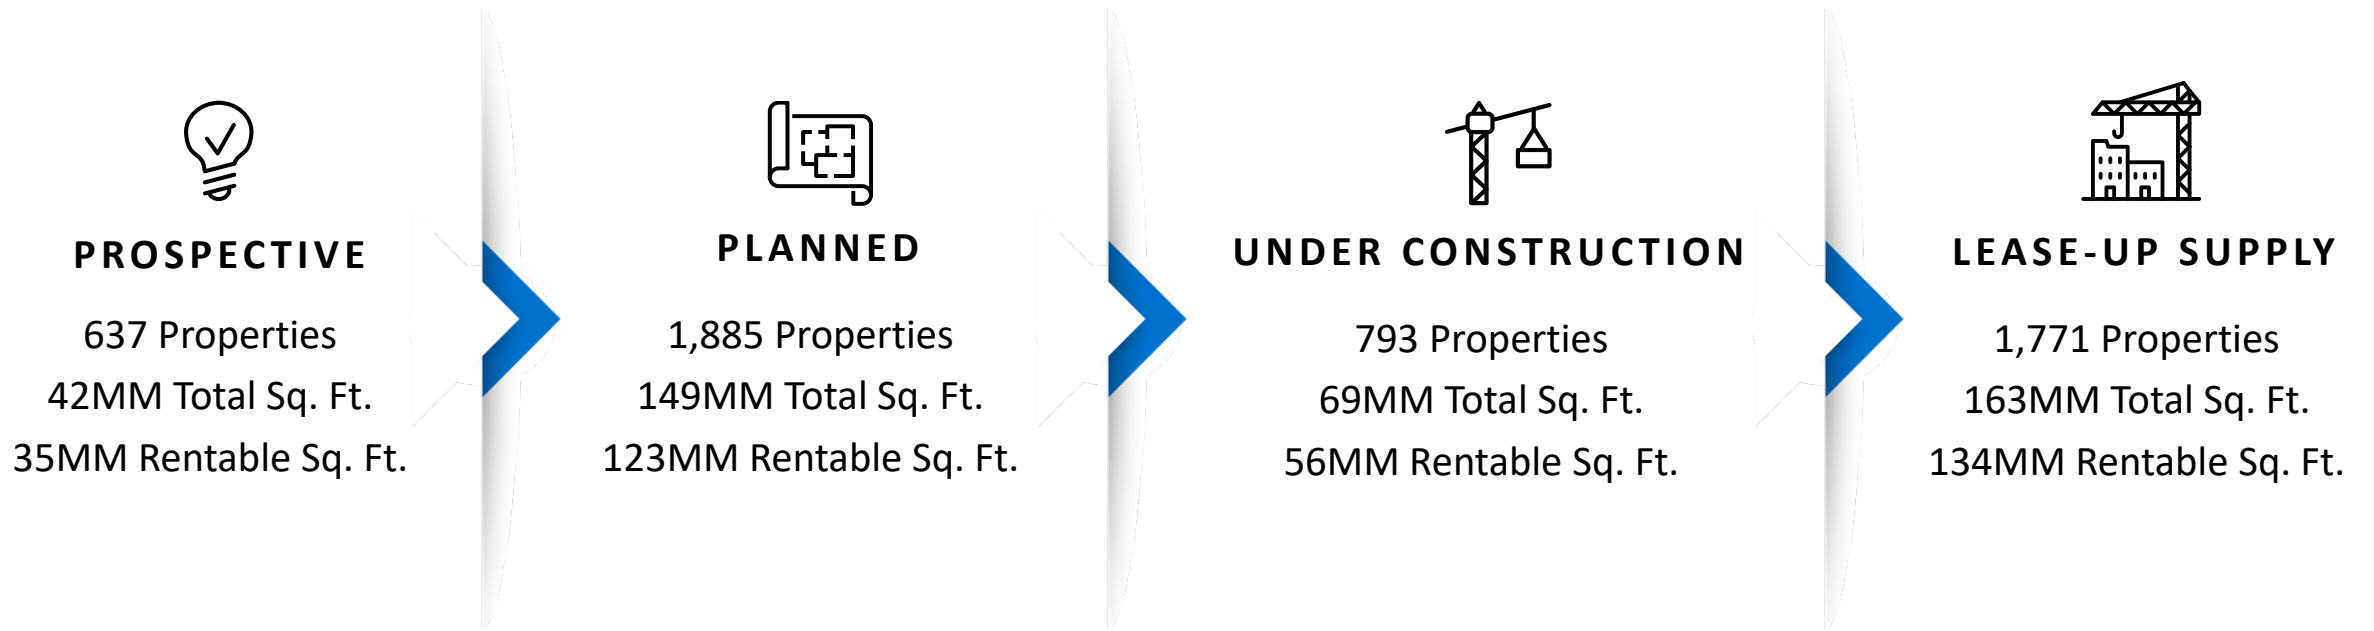 PROSPECTIVE
637 Properties
42MM Total Sq. Ft.
35MM Rentable Sq. Ft.
PLANNED
1,885 Properties
149MM Total Sq. Ft.
123MM Rentable Sq. Ft.
UNDER CONSTRUCTION
793 Properties
69MM Total Sq. Ft.
56MM Rentable Sq. Ft.
LEASE-UP SUPPLY
1,771 Properties
163MM Total Sq. Ft.
134MM Rentable Sq. Ft.